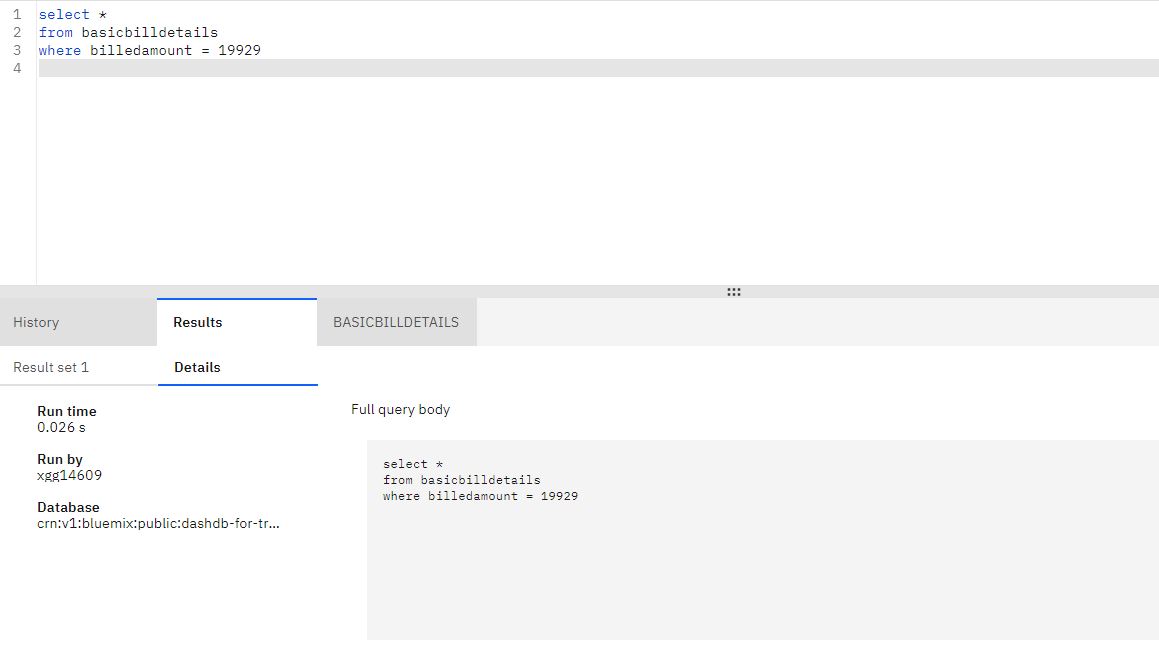 1 select *
2 from basicbilldetails
3 where billedamount = 19929
4
History Results BASICBILLDETAILS
Result set 1 Details
Run time
0.026 s
Run by
xgg14609
Database
crn:v1:bluemix:public:dashdb-for-tr...
Full query body
select *
from basicbilldetails
where billedamount = 19929